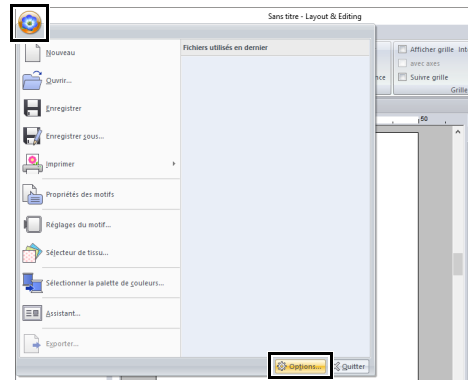 Sans titre - Layout & Editing
Nouveau
Fichiers utilisés en dernier
Afficher grille Int
avec axes
Ouvrir...
nce
Suivre grille
Grille
Enregistrer
50
Enregistrer sous...
Imprimer
Propriétés des motifs
Réglages du motif...
Sélecteur de tissu...
Sélectionner la palette de couleurs...
Assistant...
Exporter...
Options...
Quitter